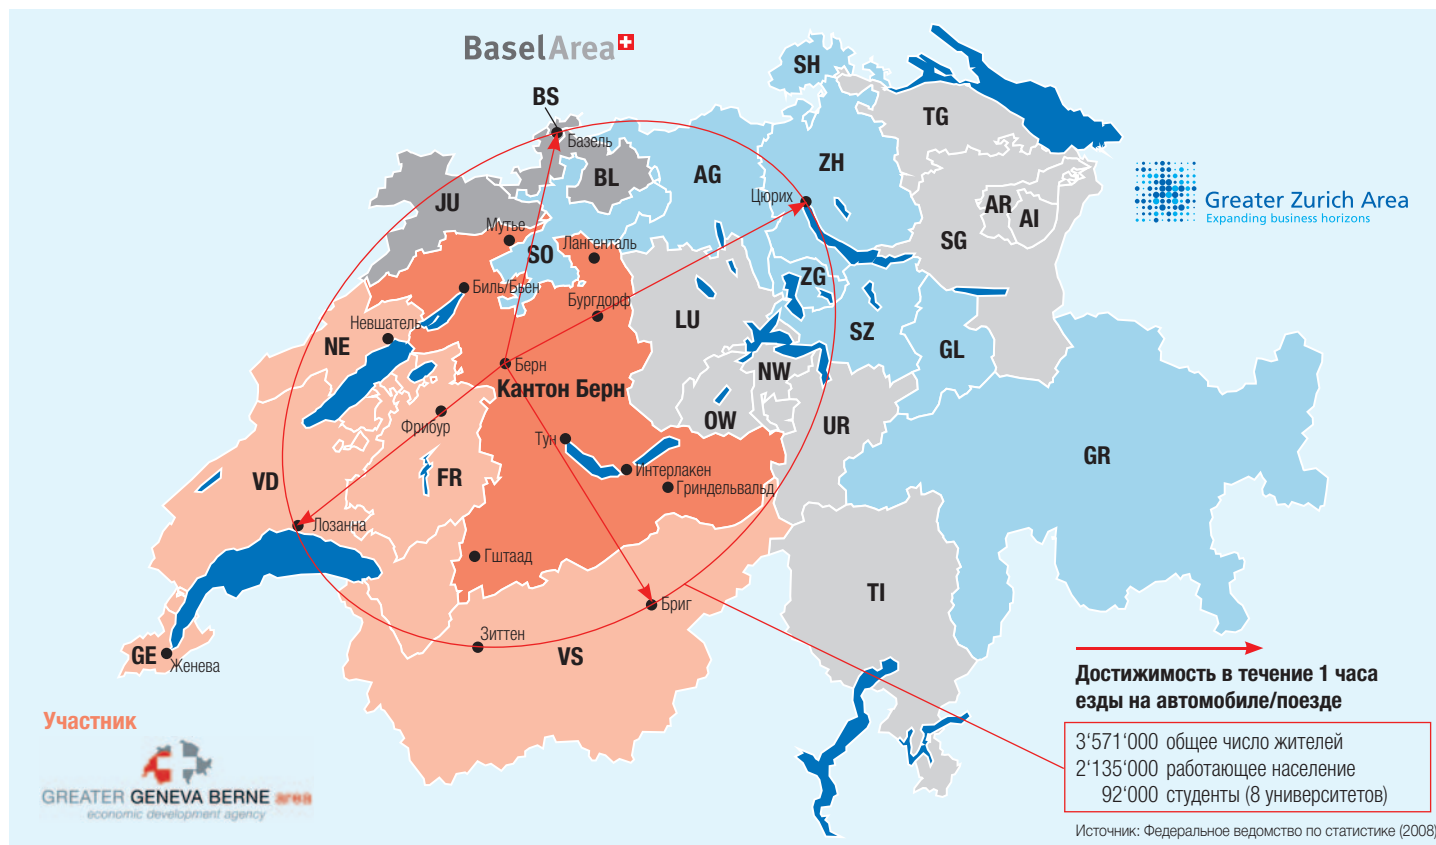 BaselArea
SH
BS
TG
Базель
ZH
BL
AG
Цюрих
JU
Greater Zurich Area
Expanding business horizons
AR
AI
Мутье
SG
Лангенталь
SO
ZG
Биль/Бьен
Бургдорф
Невшатель
LU
SZ
NE
GL
Берн
NW
Кантон Берн
OW
Фрибур
UR
Тун
GR
Интерлакен
FR
VD
Гриндельвальд
Лозанна
Гштаад
TI
Бриг
Зиттен
GE
VS
Женева
Достижимость в течение 1 часа
езды на автомобиле/поезде
Участник
3‘571‘000 общее число жителей
2‘135‘000 работающее население
92‘000 студенты (8 университетов)
GREATER GENEVA BERNE area
economic development agency
Источник: Федеральное ведомство по статистике (2008)